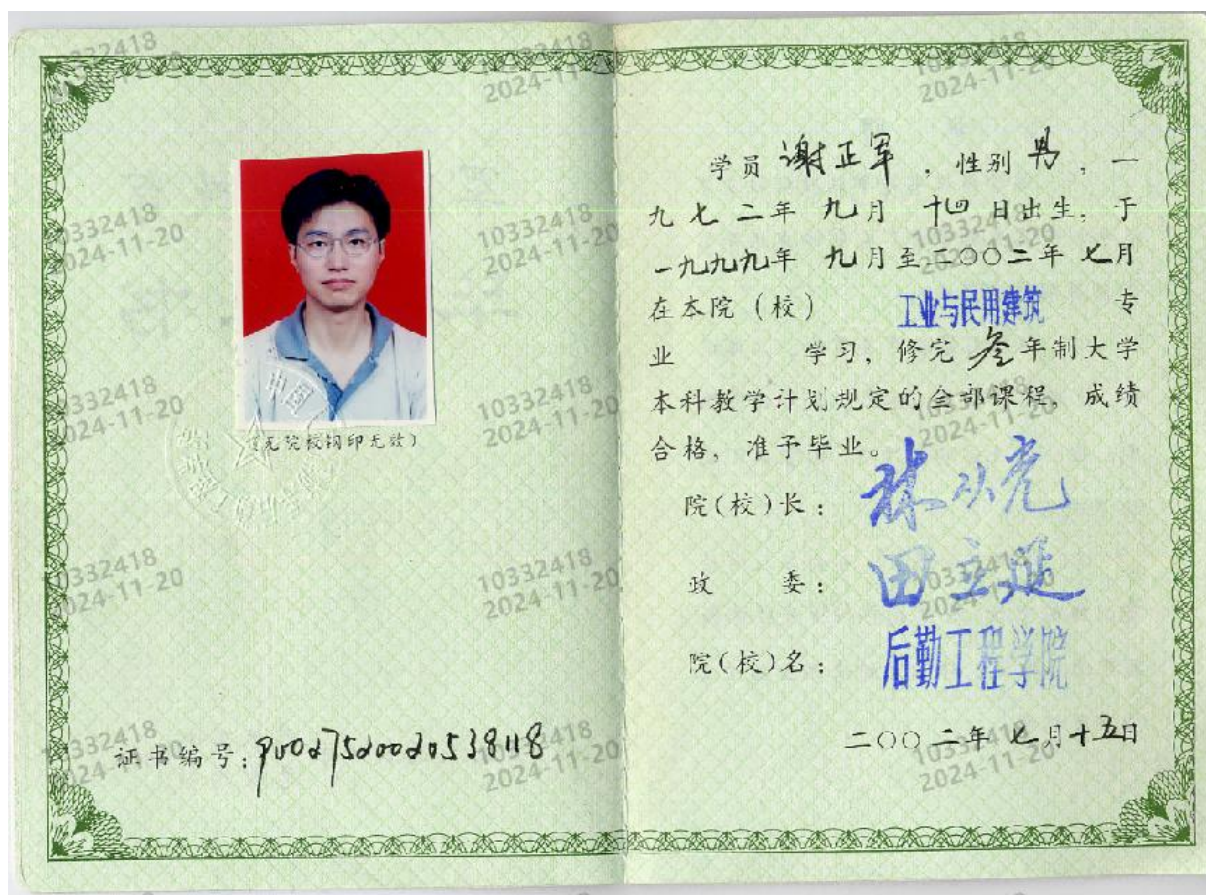 (无院校钢印无效)
证书编号:
学员 谢正军 ,性别 男 ,一
九七二年 九月 十四日出生,于
一九九九年 九月至二〇〇二年 七月
在本院(校) 工业与民用建筑 专
业 学习,修完 叁年制大学
本科教学计划规定的全部课程,成绩
合格,准予毕业。
院(校)长:
政 委:
院(校)名: 后勤工程学院
二〇〇二年 七月十五日
10332418
2024-11-20